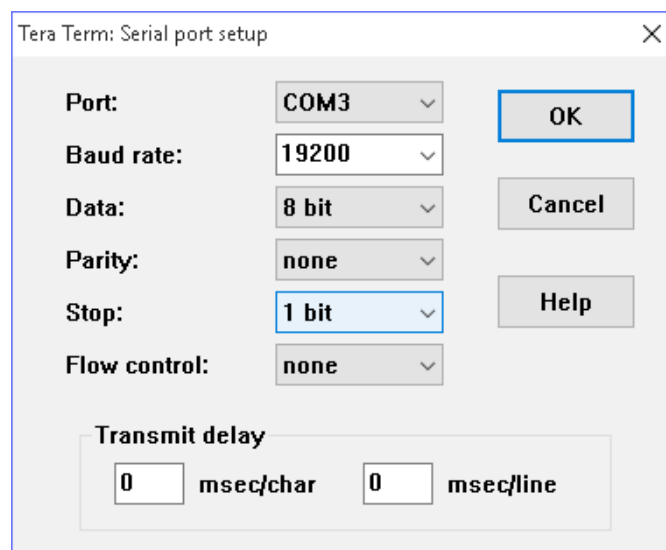 Tera Term: Serial port setup
Port: COM3
OK
Baud rate: 19200
Data: 8 bit
Cancel
Parity: none
Stop: 1 bit
Help
Flow control: none
Transmit delay
0 msec/char 0 msec/line